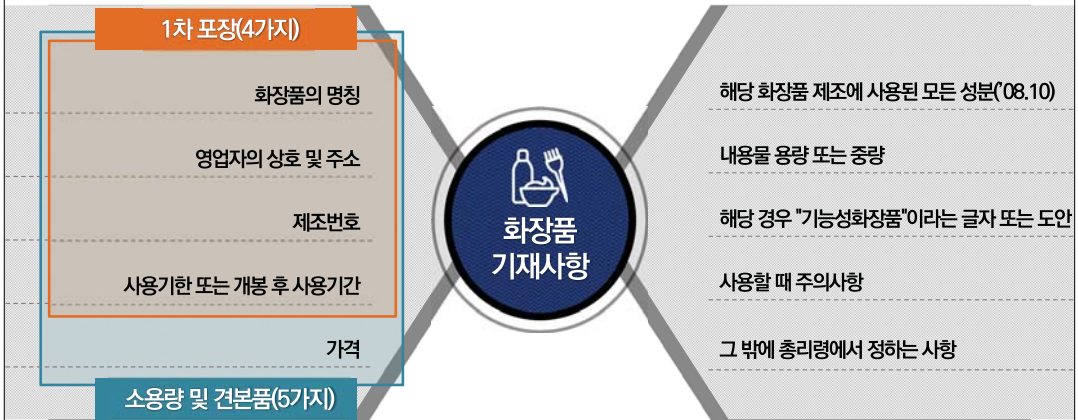 1차 포장(4가지)
화장품의 명칭
영업자의 상호 및 주소
제조번호
사용기한 또는 개봉 후 사용기간
가격
소용량 및 견본품(5가지)
화장품
기재사항
해당 화장품 제조에 사용된 모든 성분('08.10)
내용물 용량 또는 중량
해당 경우 "기능성화장품"이라는 글자 또는 도안
사용할 때 주의사항
그 밖에 총리령에서 정하는 사항